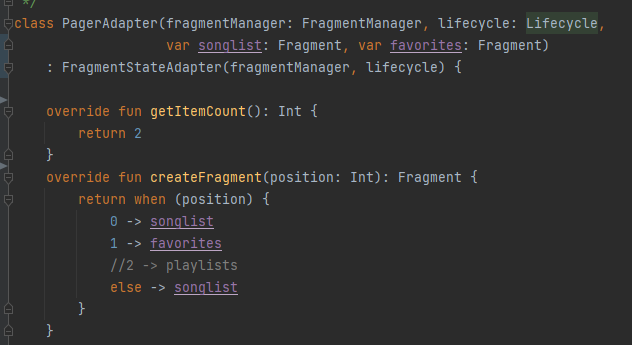 */
class PagerAdapter(fragmentManager: FragmentManager, lifecycle: Lifecycle,
                   var songlist: Fragment, var favorites: Fragment)
    : FragmentStateAdapter(fragmentManager, lifecycle) {

    override fun getItemCount(): Int {
        return 2
    }
    override fun createFragment(position: Int): Fragment {
        return when (position) {
            0 -> songlist
            1 -> favorites
            //2 -> playlists
            else -> songlist
        }
    }